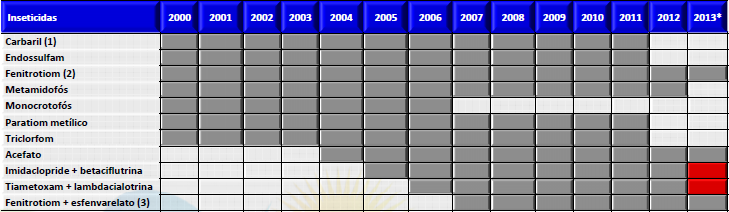 Inseticidas 2000 2001 2002 2003 2004 2005 2006 2007 2008 2009 2010 2011 2012 2013*
Carbaril (1)
Endossulfam
Fenitrotiom (2)
Metamidofós
Monocrotofós
Paratiom metílico
Triclorfom
Acefato
Imidaclopride + betaciflutrina
Tiametoxam + lambdacialotrina
Fenitrotiom + esfenvarelato (3)